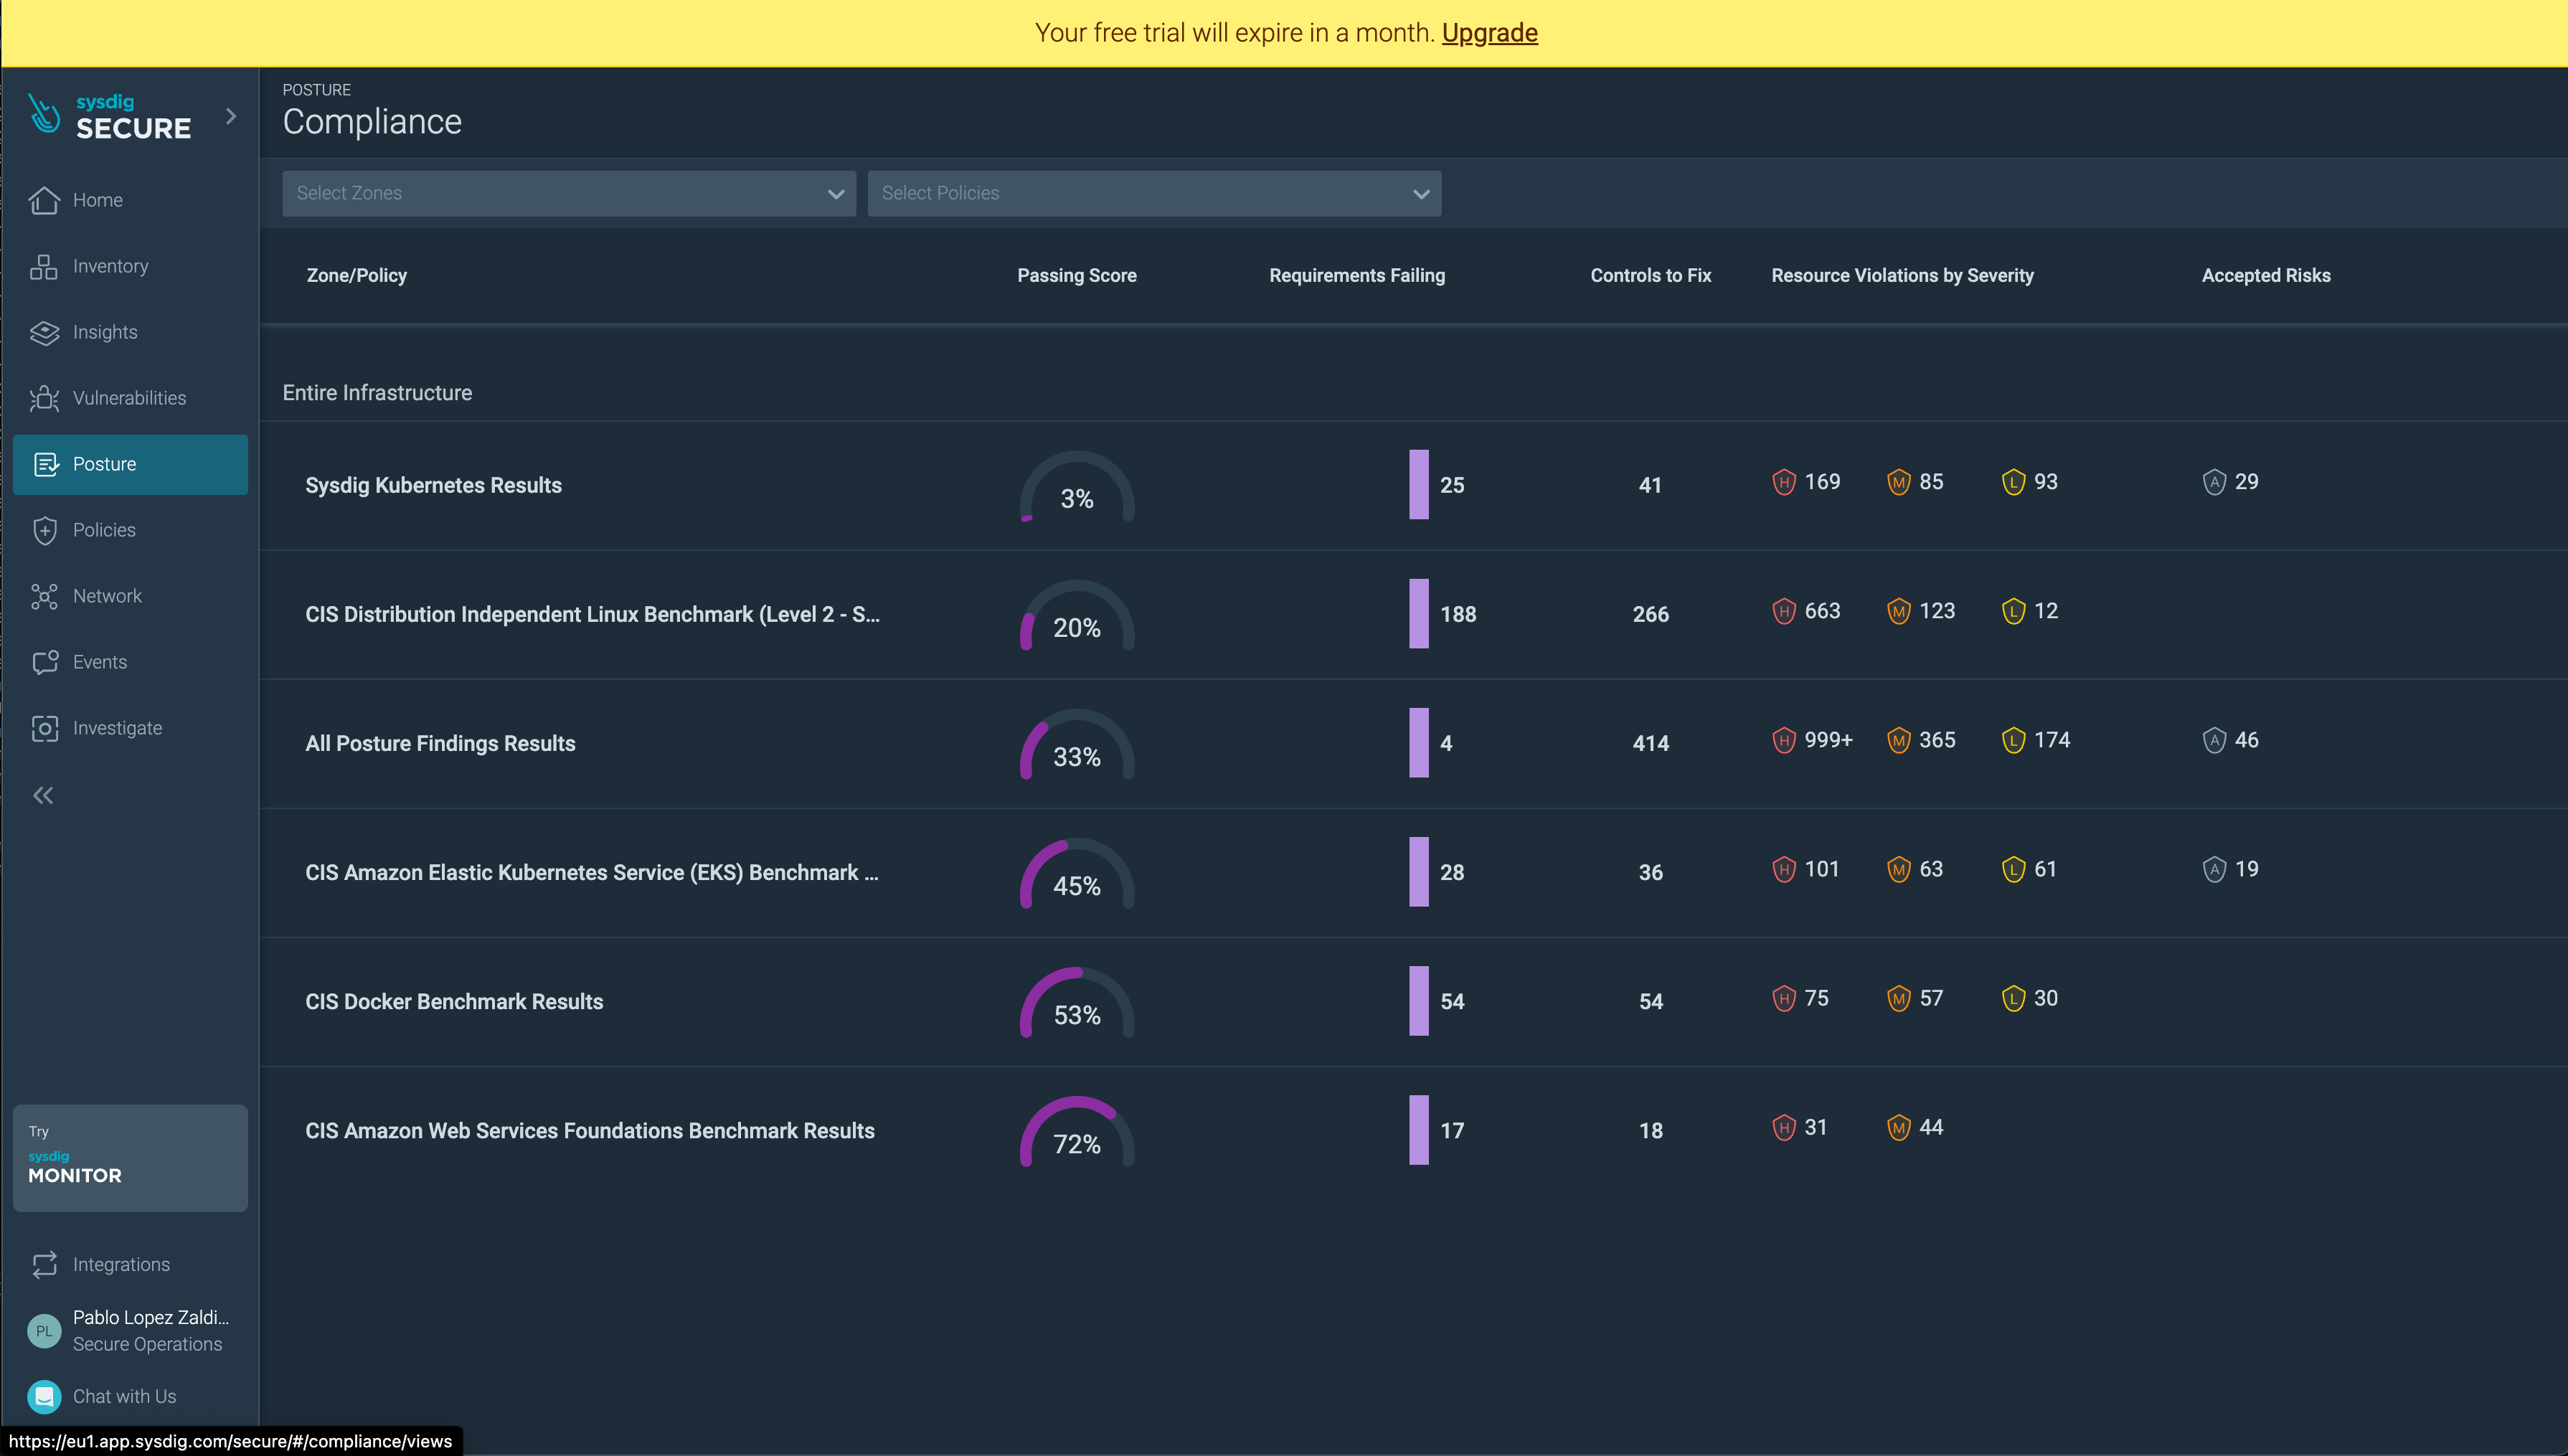 Your free trial will expire in a month. Upgrade
sysdig
SECURE
Home
Inventory
Insights
Vulnerabilities
Posture
Policies
Network
Events
Investigate
Try
sysdig
MONITOR
Integrations
PL
Pablo Lopez Zaldi...
Secure Operations
Chat with Us
https://eu1.app.sysdig.com/secure/#/compliance/views
POSTURE
Compliance
Select Zones
Select Policies
Zone/Policy Passing Score Requirements Failing Controls to Fix Resource Violations by Severity Accepted Risks
Entire Infrastructure
Sysdig Kubernetes Results 3% 25 41 H 169 M 85 L 93 A 29
CIS Distribution Independent Linux Benchmark (Level 2 - S... 20% 188 266 H 663 M 123 L 12
All Posture Findings Results 33% 4 414 H 999+ M 365 L 174 A 46
CIS Amazon Elastic Kubernetes Service (EKS) Benchmark ... 45% 28 36 H 101 M 63 L 61 A 19
CIS Docker Benchmark Results 53% 54 54 H 75 M 57 L 30
CIS Amazon Web Services Foundations Benchmark Results 72% 17 18 H 31 M 44